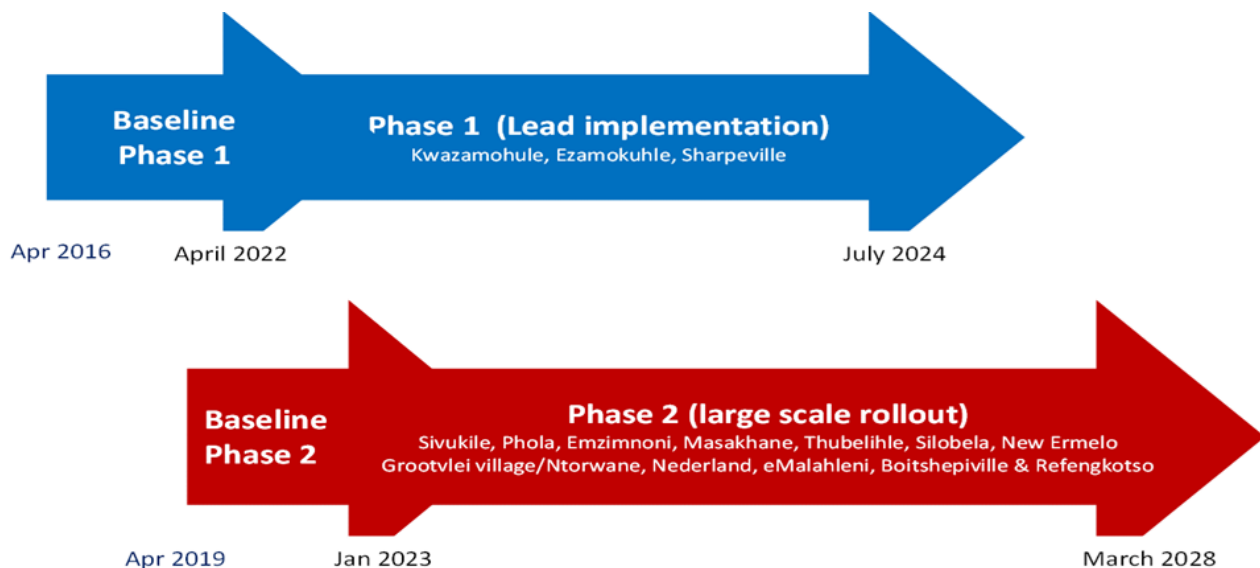 Baseline
Phase 1
Phase 1 (Lead implementation)
Kwazamohule, Ezamokuhle, Sharpeville
Apr 2016
April 2022
July 2024
Baseline
Phase 2
Phase 2 (large scale rollout)
Sivukile, Phola, Emzimnoni, Masakhane, Thubelihle, Silobela, New Ermelo
Grootvlei village/Ntorwane, Nederland, eMalahleni, Boitshepiville & Refengkotso
Apr 2019
Jan 2023
March 2028